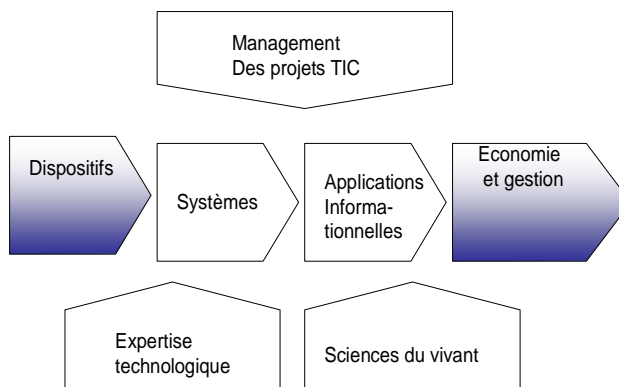 Management
Des projets TIC
Dispositifs
Systèmes
Applications
Informa-
tionnelles
Economie
et gestion
Expertise
technologique
Sciences du vivant